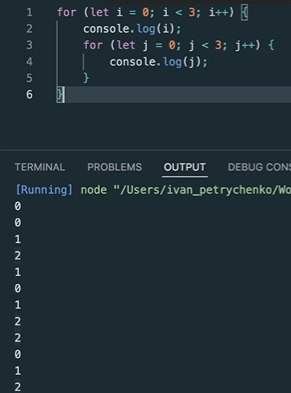 1 for (let i = 0; i < 3; i++) {
2 console.log(i);
3 for (let j = 0; j < 3; j++) {
4 console.log(j);
5 }
6 }
TERMINAL PROBLEMS OUTPUT DEBUG CONS
[Running] node "/Users/ivan_petrychenko/Wo
0
0
1
2
1
0
1
2
2
0
1
2